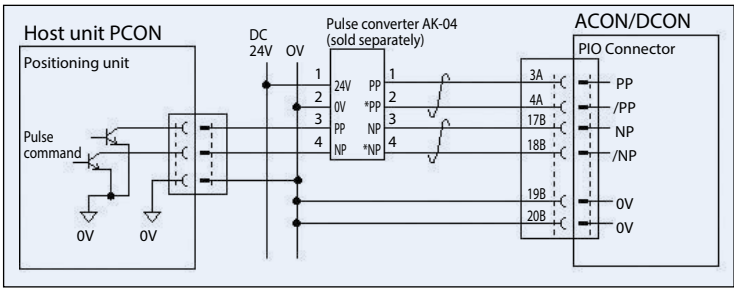 Host unit PCON
Positioning unit
Pulse
command
0V
0V
DC
24V
OV
Pulse converter AK-04
(sold separately)
1
2
3
4
24V
0V
PP
NP
PP
*PP
NP
*NP
1
2
3
4
ACON/DCON
PIO Connector
3A
4A
17B
18B
19B
20B
PP
/PP
NP
/NP
0V
0V